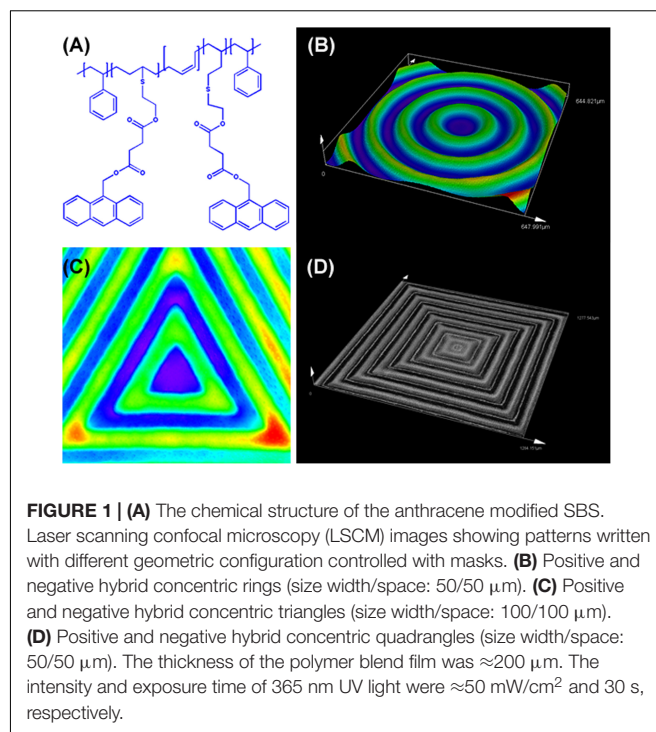 (A)
S
O
O
O
O
S
O
O
O
O
(B)
644.821μm
0
647.991μm
(C)
(D)
0
FIGURE 1 | (A) The chemical structure of the anthracene modified SBS.
Laser scanning confocal microscopy (LSCM) images showing patterns written
with different geometric configuration controlled with masks. (B) Positive and
negative hybrid concentric rings (size width/space: 50/50 μm). (C) Positive
and negative hybrid concentric triangles (size width/space: 100/100 μm).
(D) Positive and negative hybrid concentric quadrangles (size width/space:
50/50 μm). The thickness of the polymer blend film was ≈200 μm. The
intensity and exposure time of 365 nm UV light were ≈50 mW/cm² and 30 s,
respectively.